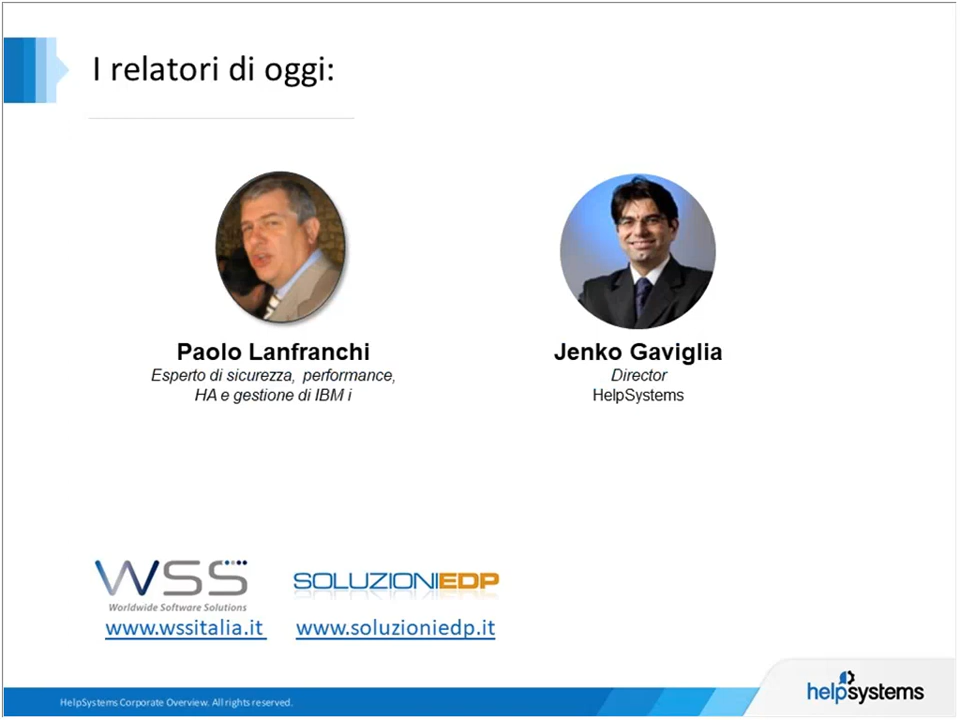 I relatori di oggi:
Paolo Lanfranchi
Esperto di sicurezza, performance,
HA e gestione di IBM i
Jenko Gaviglia
Director
HelpSystems
WSS
Worldwide Software Solutions
www.wssitalia.it
SOLUZIONIEDP
www.soluzioniedp.it
HelpSystems Corporate Overview. All rights reserved.
helpsystems